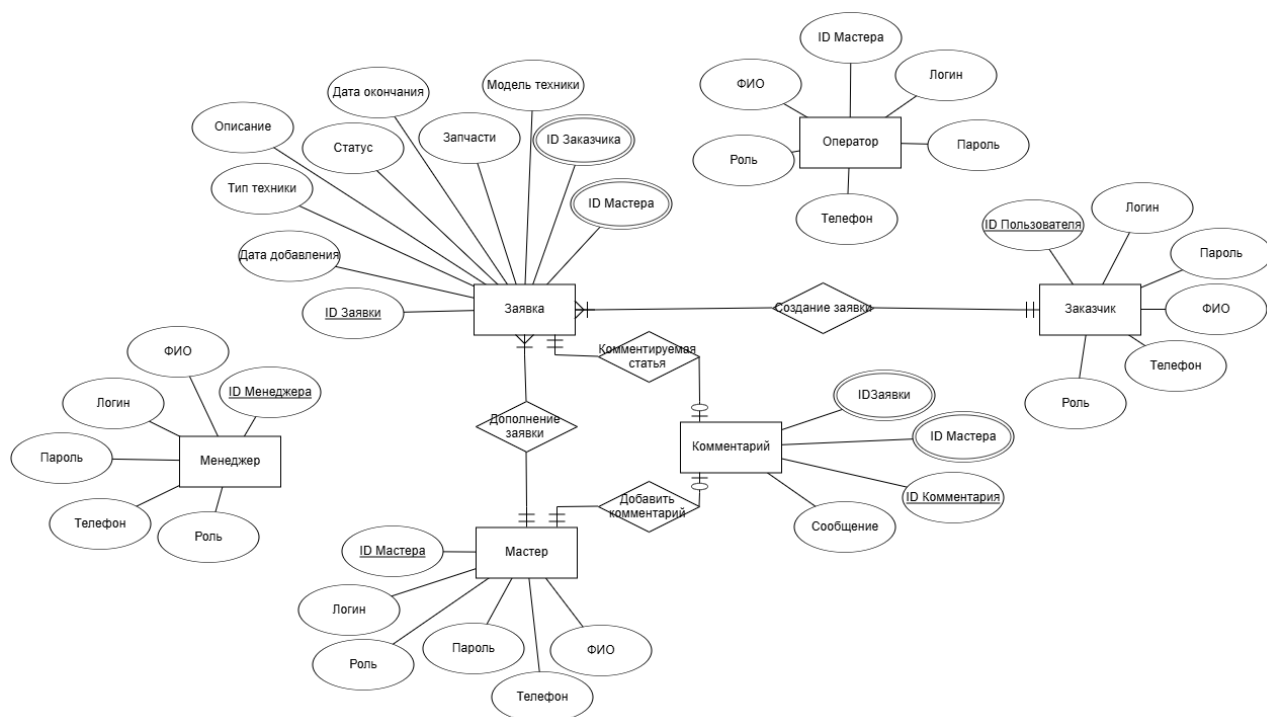 ID Мастера
Модель техники
Логин
ФИО
Дата окончания
Описание
Запчасти
ID Заказчика
Статус
Оператор
Пароль
Роль
Тип техники
ID Мастера
Телефон
ID Пользователя
Логин
Дата добавления
Пароль
ID Заявки
Заявка
Создание заявки
Заказчик
ФИО
Комментируемая
статья
ФИО
Телефон
ID Менеджера
IDЗаявки
Логин
Роль
Дополнение
заявки
ID Мастера
Пароль
Менеджер
Комментарий
ID Комментария
Добавить
комментарий
Телефон
Сообщение
Роль
ID Мастера
Мастер
Логин
Пароль
ФИО
Роль
Телефон